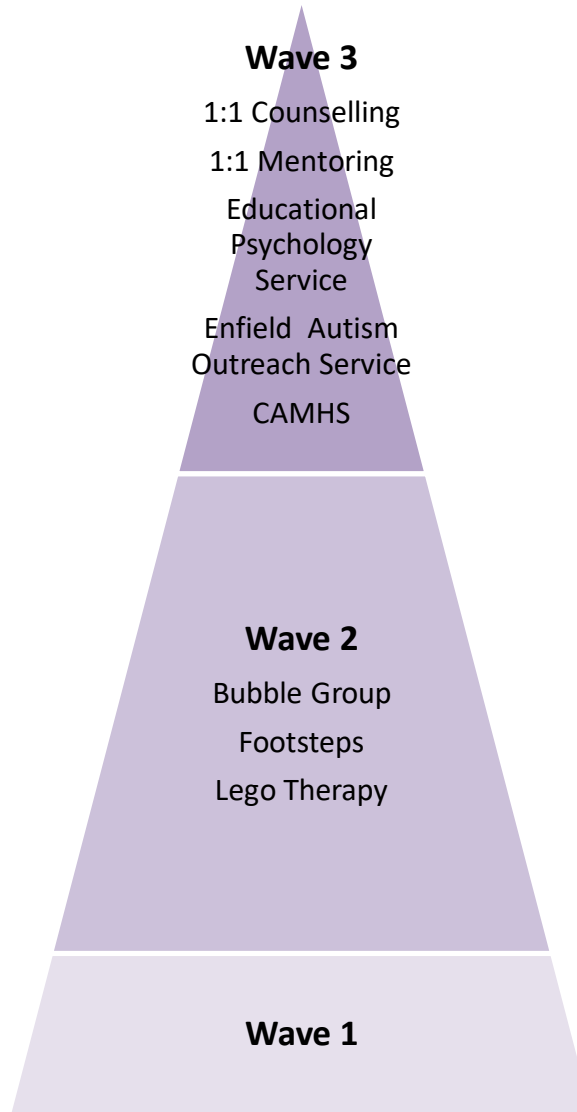 Wave 3
1:1 Counselling
1:1 Mentoring
Educational
Psychology
Service
Enfield  Autism
Outreach Service
CAMHS
Wave 2
Bubble Group
Footsteps
Lego Therapy
Wave 1